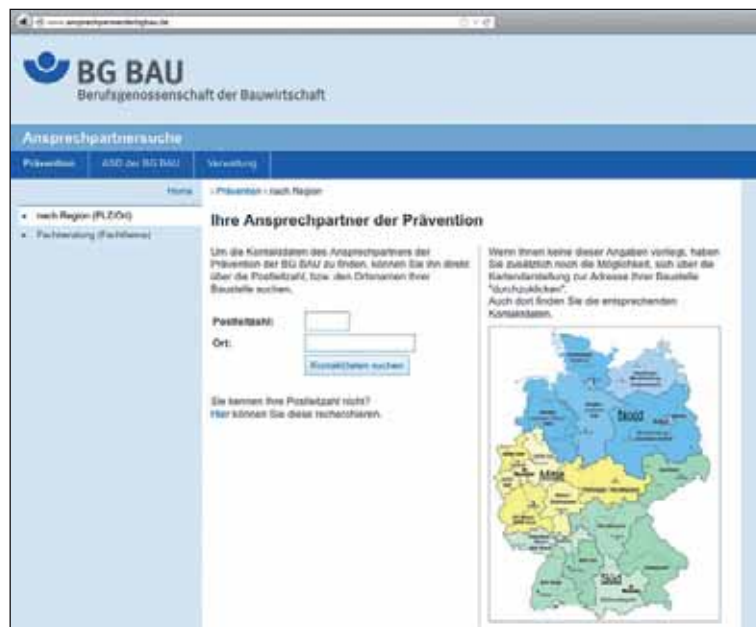 BG BAU
Berufsgenossenschaft der Bauwirtschaft
Ansprechpartnersuche
Prävention
ASD der BG BAU
Verwaltung
Home
› Prävention › nach Region
nach Region (PLZ/Ort)
Fachberatung (Fachthema)
Ihre Ansprechpartner der Prävention
Um die Kontaktdaten des Ansprechpartners der
Prävention der BG BAU zu finden, können Sie ihn direkt
über die Postleitzahl, bzw. den Ortsnamen Ihrer
Baustelle suchen.
Postleitzahl:
Ort:
Kontaktdaten suchen
Sie kennen Ihre Postleitzahl nicht?
Hier können Sie diese recherchieren.
Wenn Ihnen keine dieser Angaben vorliegt, haben
Sie zusätzlich noch die Möglichkeit, sich über die
Kartendarstellung zur Adresse Ihrer Baustelle
"durchzuklicken".
Auch dort finden Sie die entsprechenden
Kontaktdaten.
Nord
Mitte
Süd